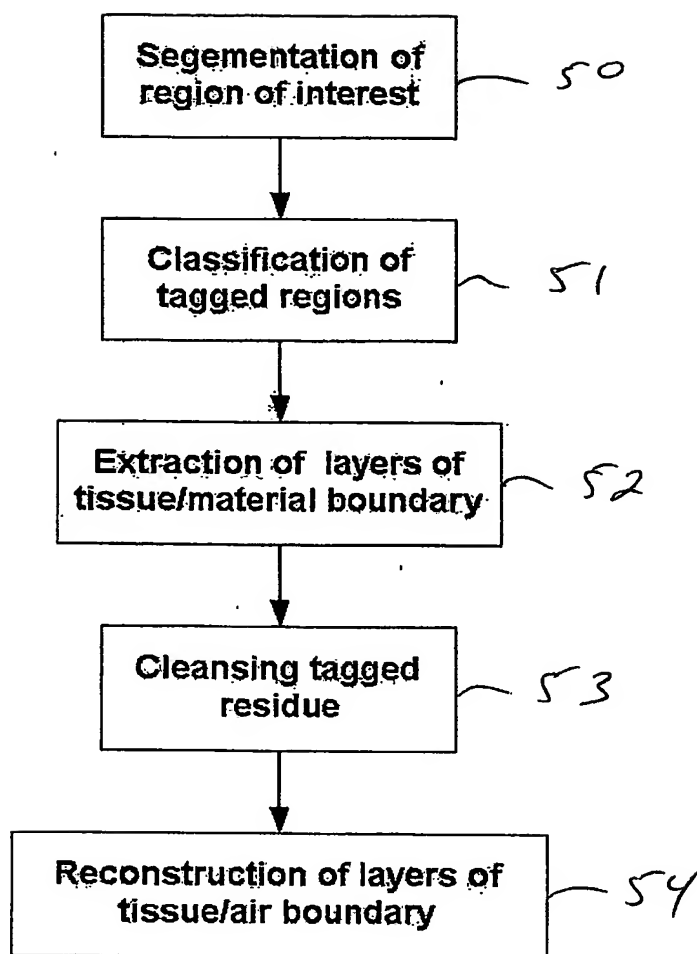 Segementation of
region of interest
50
Classification of
tagged regions
51
Extraction of layers of
tissue/material boundary
52
Cleansing tagged
residue
53
Reconstruction of layers of
tissue/air boundary
54